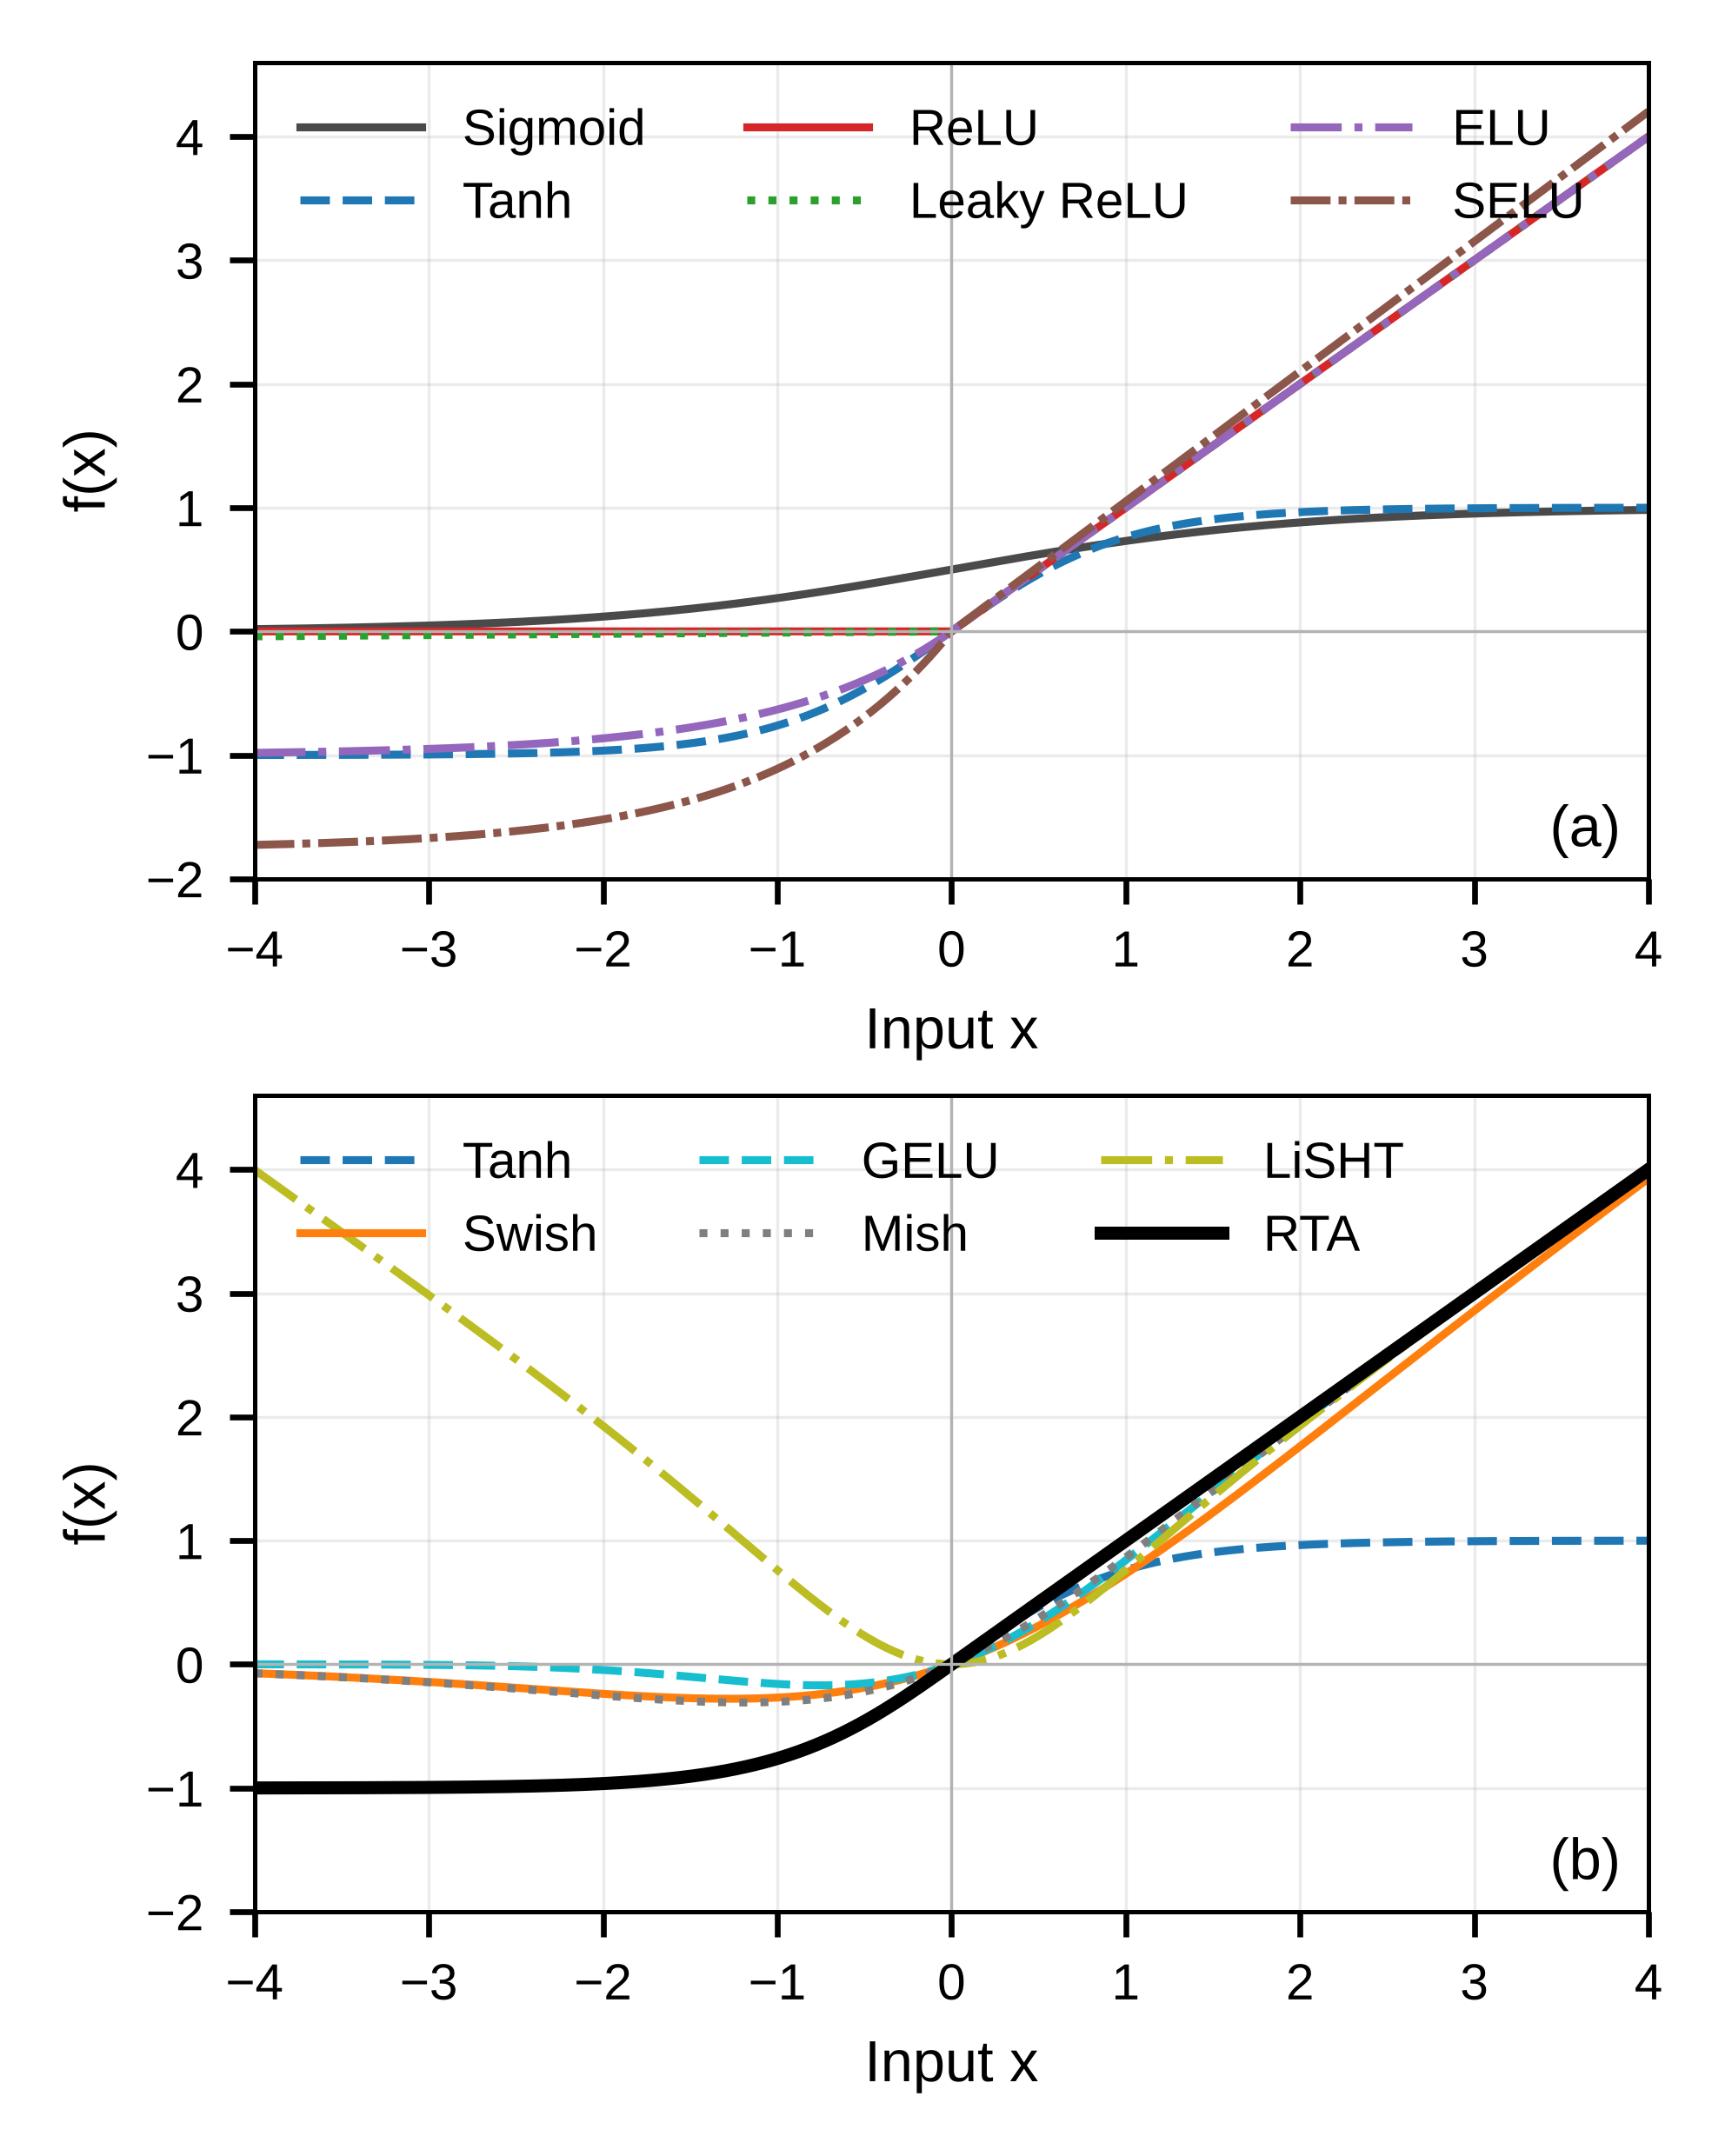 Sigmoid ReLU ELU
Tanh Leaky ReLU SELU
4
3
2
1
0
−1
−2
f(x)
(a)
−4 −3 −2 −1 0 1 2 3 4
Input x
Tanh GELU LiSHT
Swish Mish RTA
4
3
2
1
0
−1
−2
f(x)
(b)
−4 −3 −2 −1 0 1 2 3 4
Input x